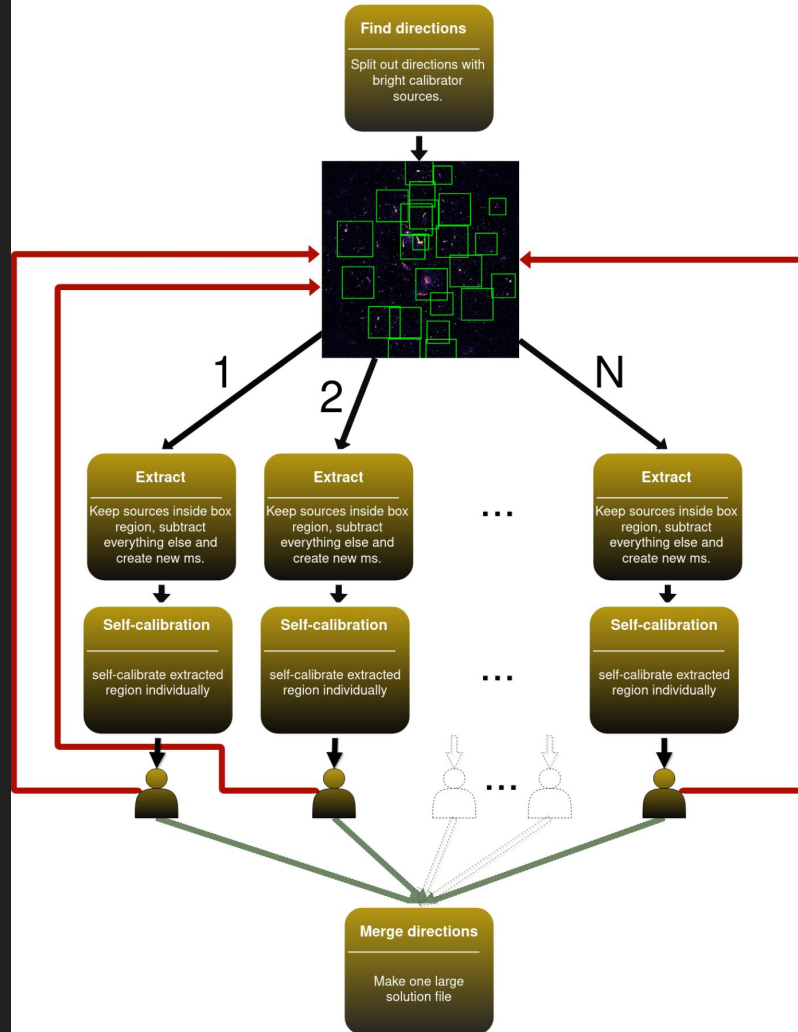 Find directions
Split out directions with
bright calibrator
sources.
1
2
N
Extract
Keep sources inside box
region, subtract
everything else and
create new ms.
Extract
Keep sources inside box
region, subtract
everything else and
create new ms.
...
Extract
Keep sources inside box
region, subtract
everything else and
create new ms.
Self-calibration
self-calibrate extracted
region individually
Self-calibration
self-calibrate extracted
region individually
...
Self-calibration
self-calibrate extracted
region individually
...
Merge directions
Make one large
solution file